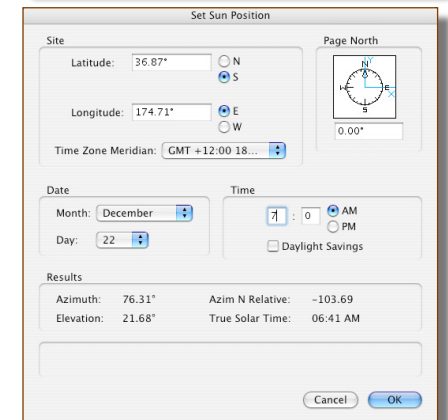 Set Sun Position
Site
Page North
Latitude: 36.87° N
S
Longitude: 174.71° E
W
Time Zone Meridian: GMT +12:00 18...
N Y
W E X
S
0.00°
Date
Time
Month: December
Day: 22
7 : 0 AM
PM
Daylight Savings
Results
Azimuth: 76.31° Azim N Relative: -103.69
Elevation: 21.68° True Solar Time: 06:41 AM
Cancel OK